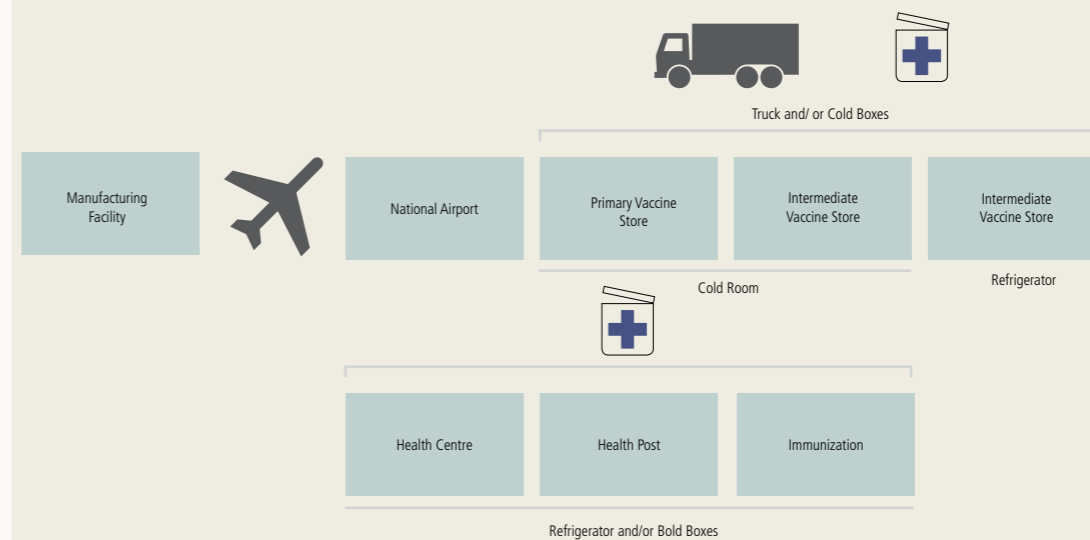 Truck and/ or Cold Boxes
Manufacturing
Facility
National Airport
Primary Vaccine
Store
Intermediate
Vaccine Store
Intermediate
Vaccine Store
Cold Room
Refrigerator
Health Centre
Health Post
Immunization
Refrigerator and/or Bold Boxes